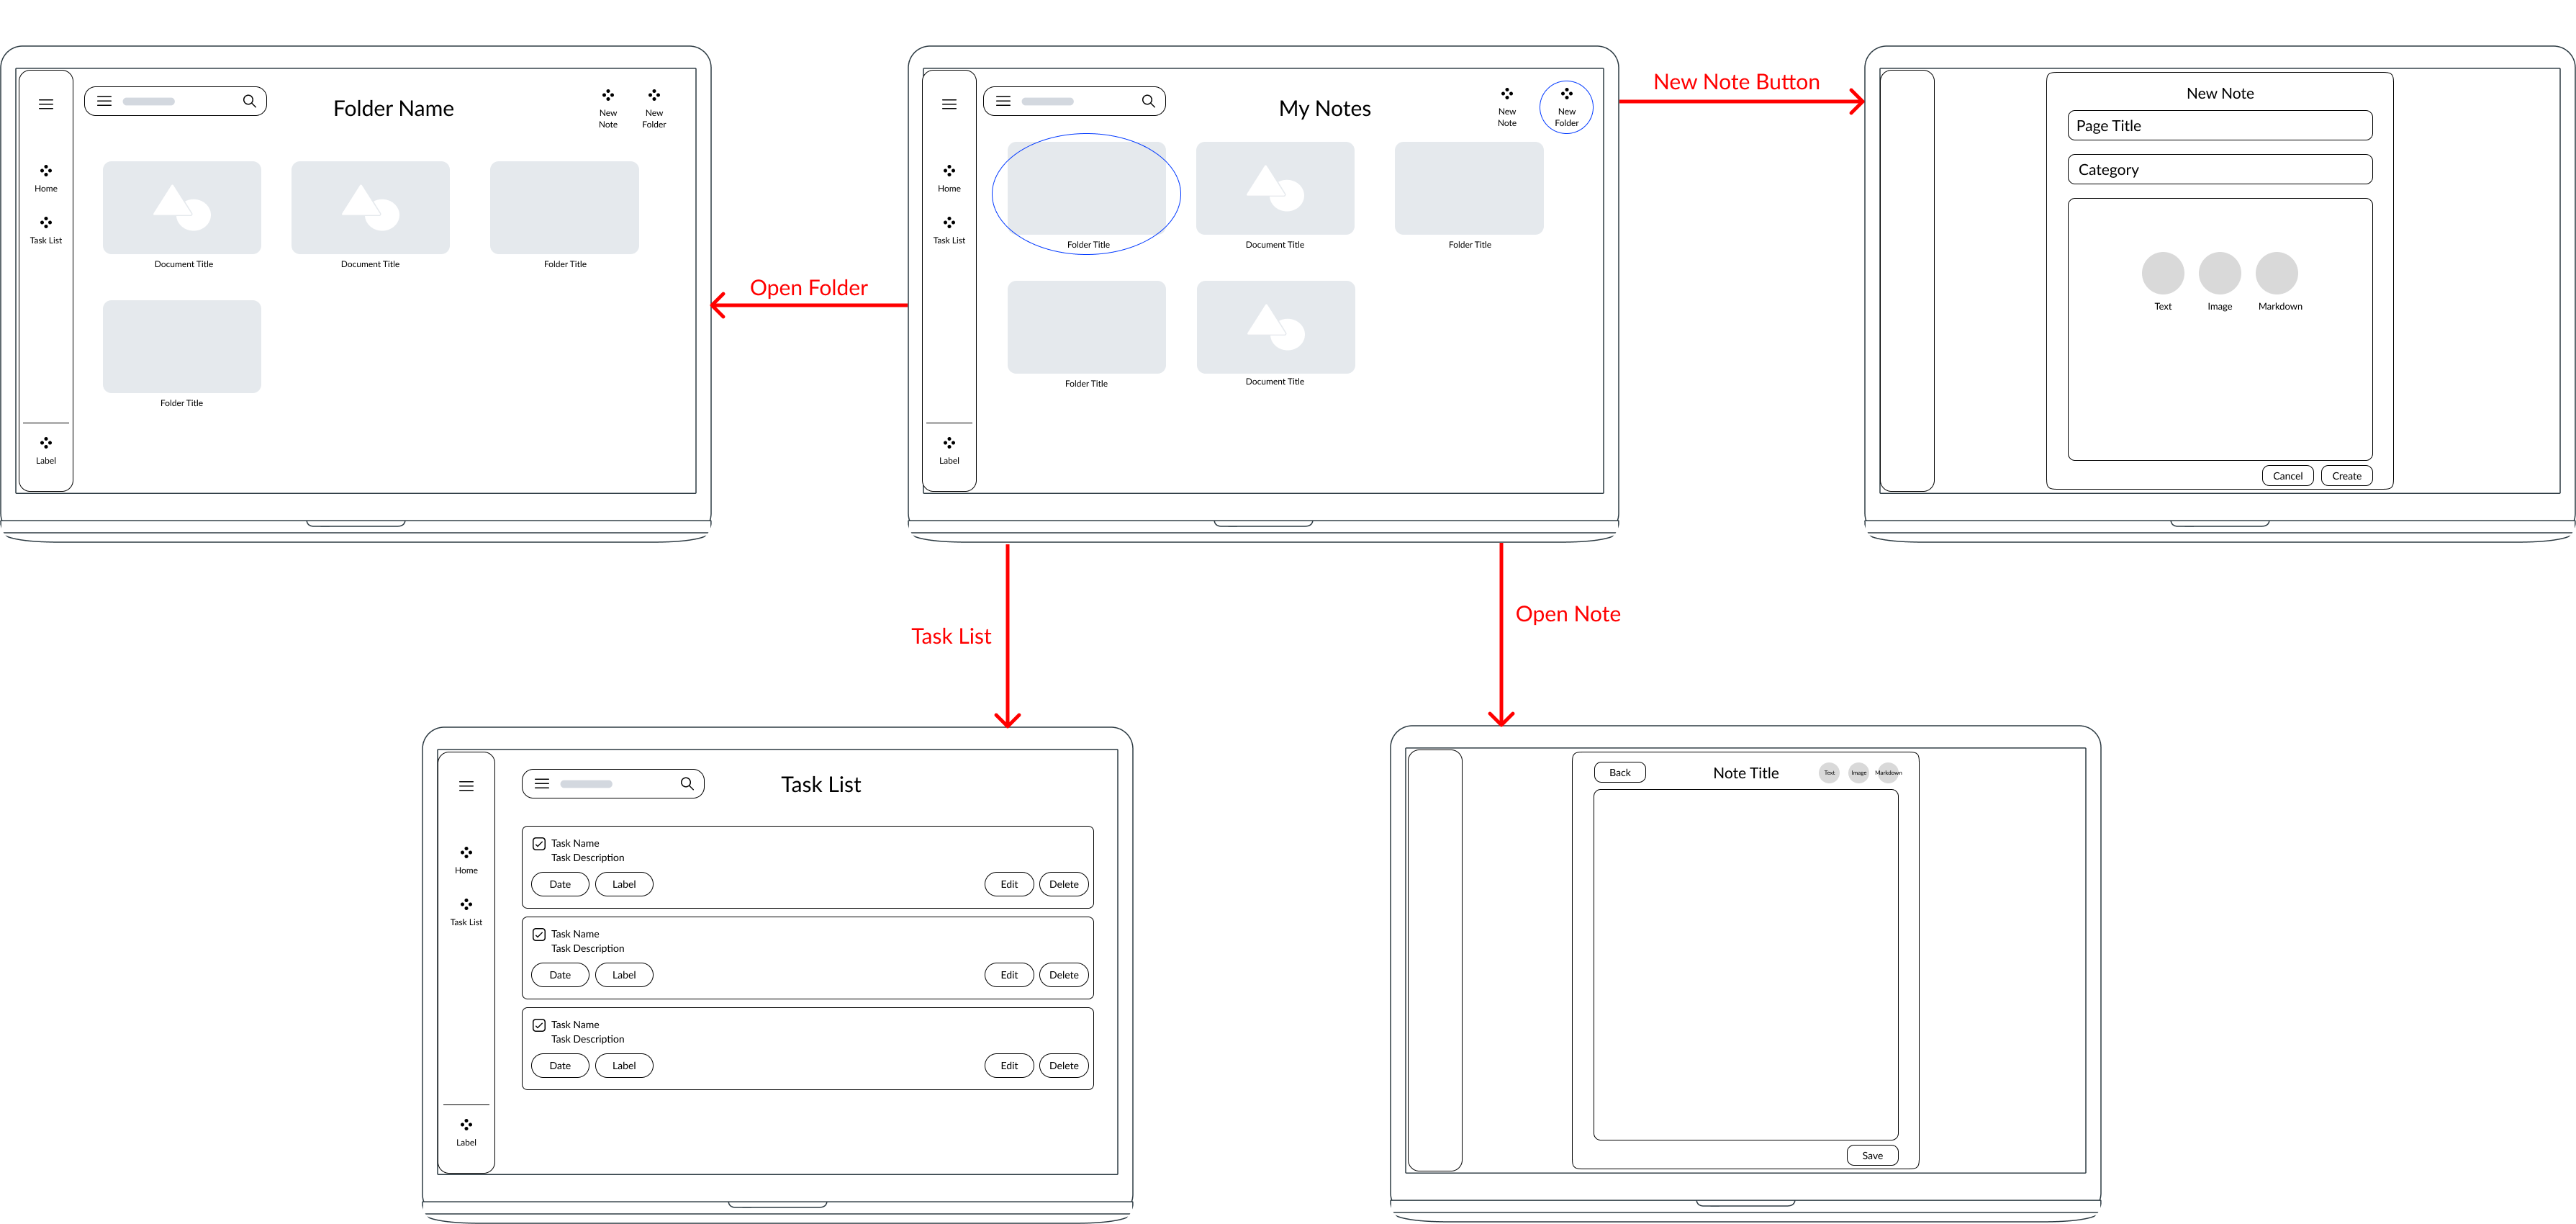 Folder Name
New
Note
New
Folder
Home
Task List
Document Title
Document Title
Folder Title
Folder Title
Label
Open Folder
My Notes
New
Note
New
Folder
Home
Task List
Folder Title
Document Title
Folder Title
Folder Title
Document Title
Label
New Note Button
New Note
Page Title
Category
Text
Image
Markdown
Cancel
Create
Task List
Open Note
Task List
Home
Task List
Label
Task Name
Task Description
Date
Label
Edit
Delete
Task Name
Task Description
Date
Label
Edit
Delete
Task Name
Task Description
Date
Label
Edit
Delete
Back
Note Title
Text
Image
Markdown
Save